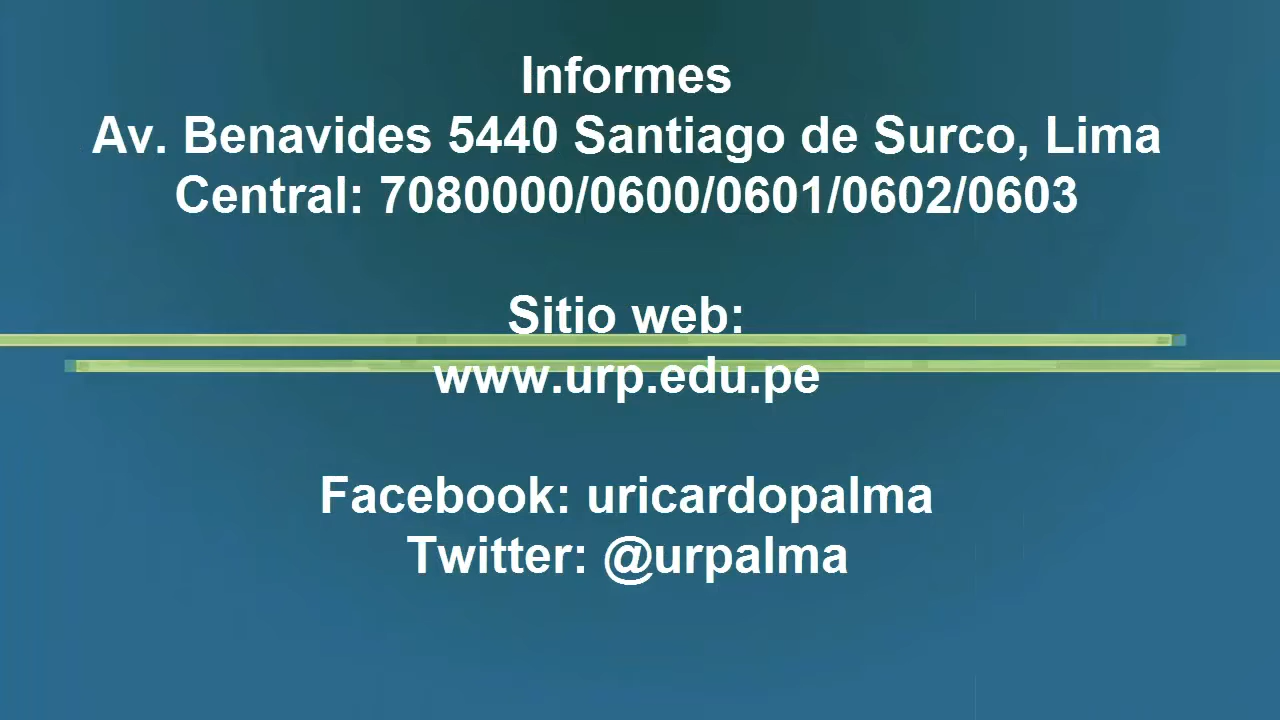 Informes
Av. Benavides 5440 Santiago de Surco, Lima
Central: 7080000/0600/0601/0602/0603
Sitio web:
www.urp.edu.pe
Facebook: uricardopalma
Twitter: @urpalma